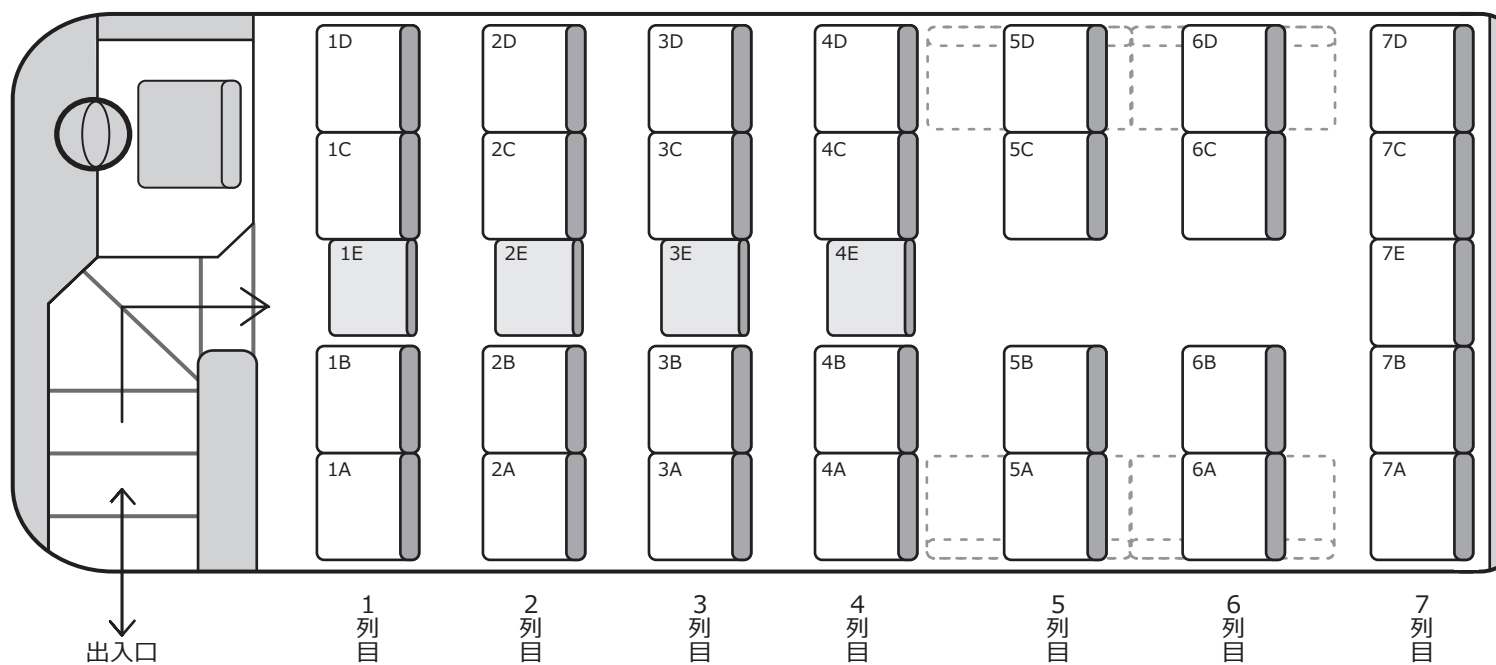 1D 2D 3D 4D 5D 6D 7D
1C 2C 3C 4C 5C 6C 7C
1E 2E 3E 4E 7E
1B 2B 3B 4B 5B 6B 7B
1A 2A 3A 4A 5A 6A 7A
1列目 2列目 3列目 4列目 5列目 6列目 7列目
出入口